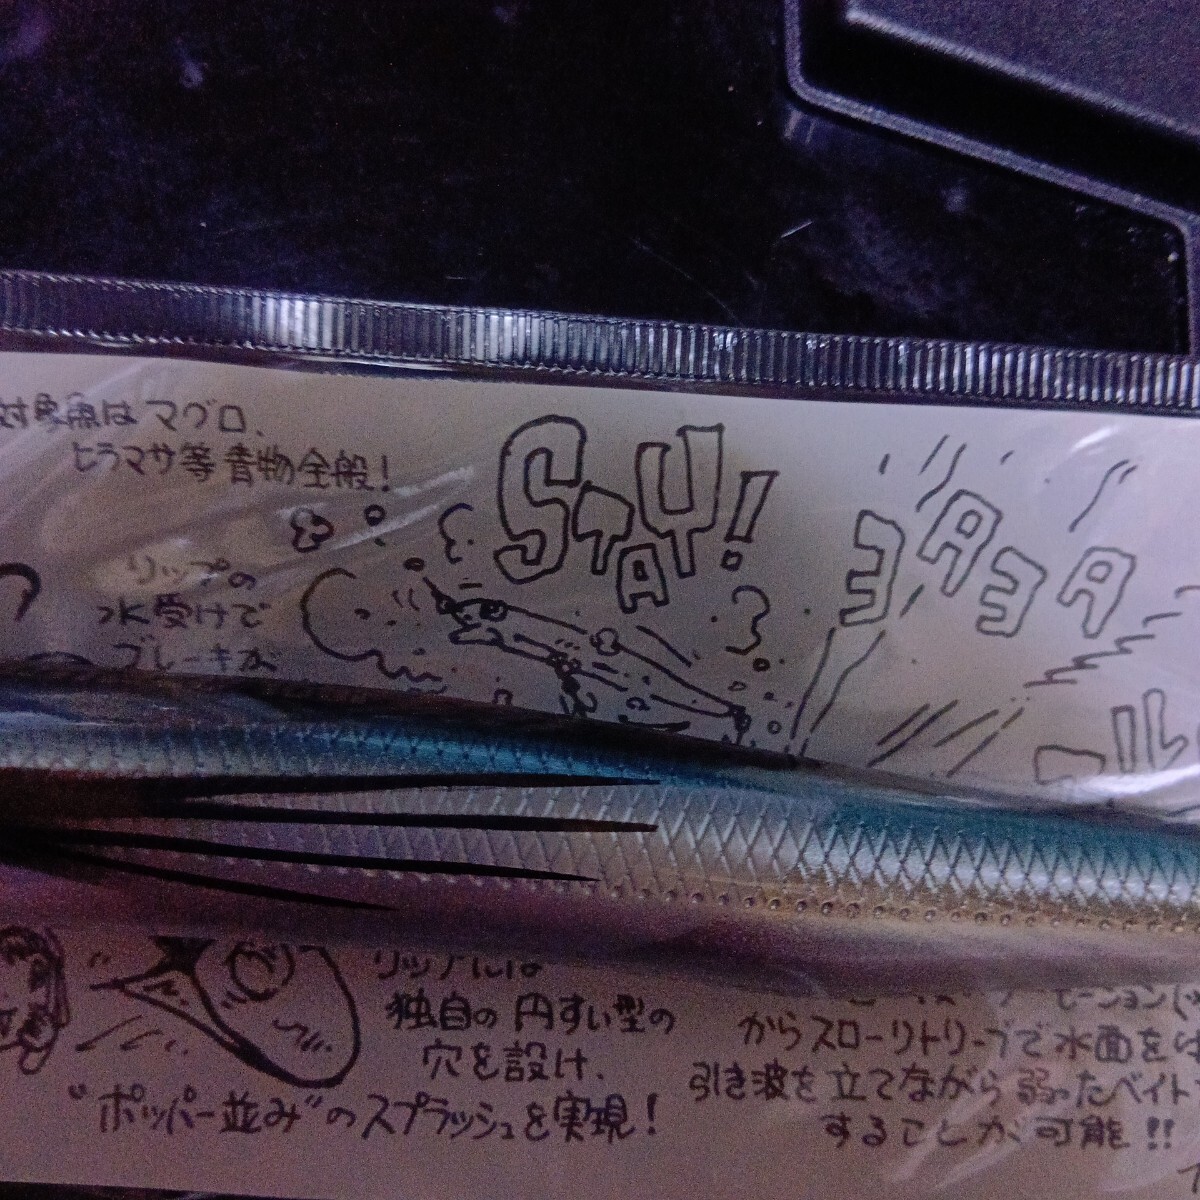 対象魚は マグロ、
ヒラマサ等青物全般!
STAY!
ヨタヨタ
リップの
水受けで
ブレーキが
リップには
独自の 円すい型の
穴を設け、
"ポッパー並み"のスプラッシュを実現!
からスローリトリーブで水面を
引き波を立てながら弱ったベイト
することが可能!!